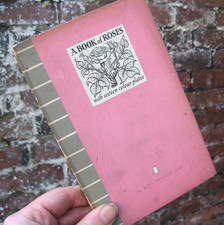 A BOOK of ROSES
with sixteen colour plates